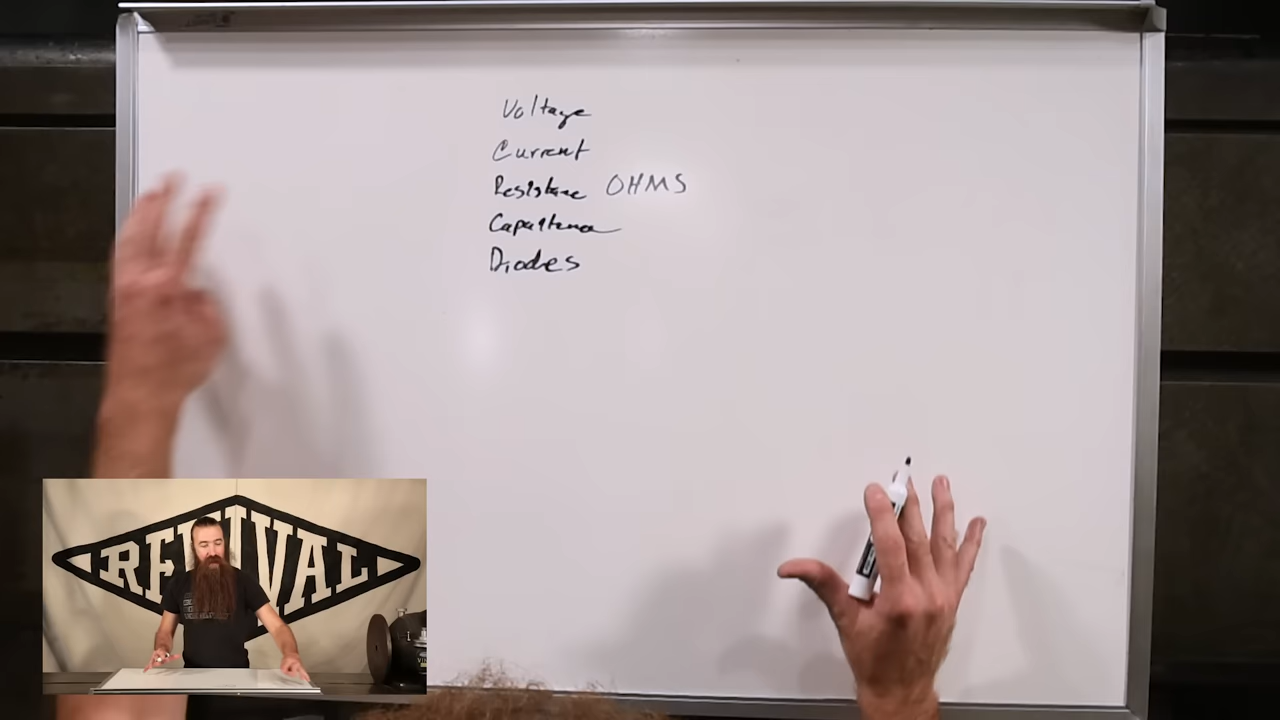 Voltage
Current
Resistance OHMS
Capacitance
Diodes
REVIVAL